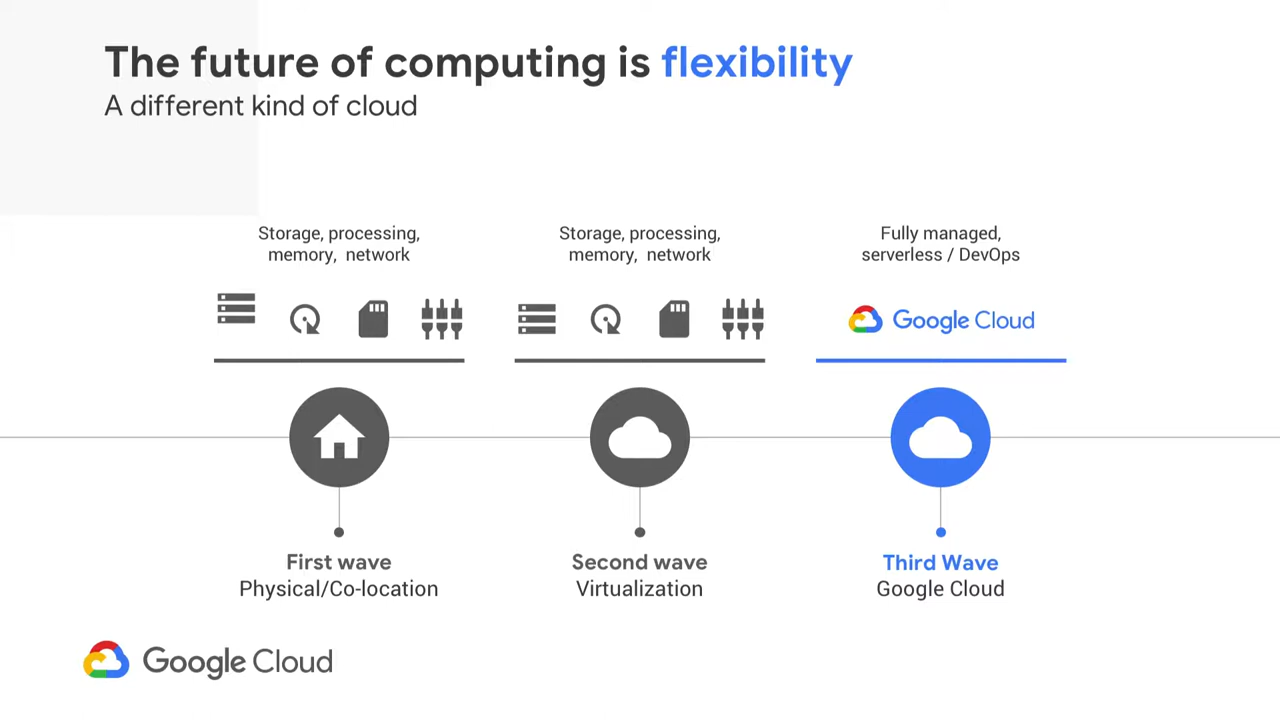 The future of computing is flexibility
A different kind of cloud
Storage, processing,
memory, network
Storage, processing,
memory, network
Fully managed,
serverless / DevOps
Google Cloud
First wave
Physical/Co-location
Second wave
Virtualization
Third Wave
Google Cloud
Google Cloud